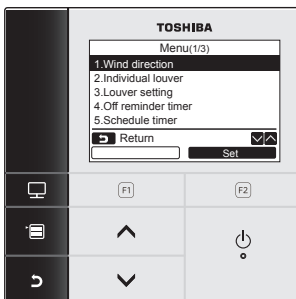 TOSHIBA
Menu(1/3)
1.Wind direction
2.Individual louver
3.Louver setting
4.Off reminder timer
5.Schedule timer
Return
Set
F1 F2